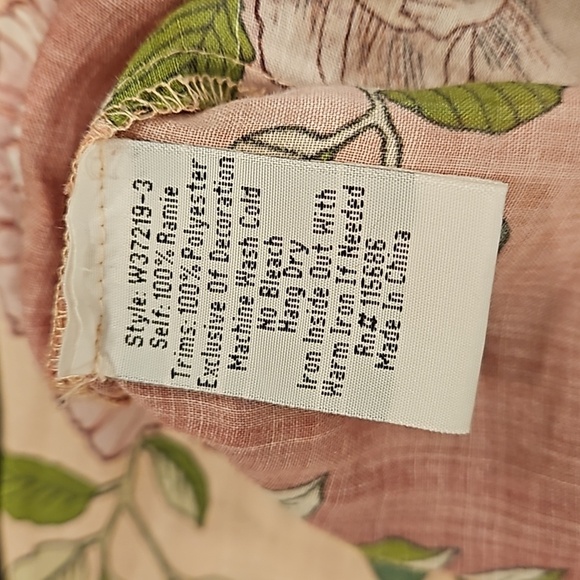 Style: W37219-3
Self: 100% Ramie
Trims: 100% Polyester
Exclusive Of Decoration
Machine Wash Cold
No Beach
Hang Dry
Iron Inside Out With
Warm Iron If Needed
Rn# 115686
Made In China